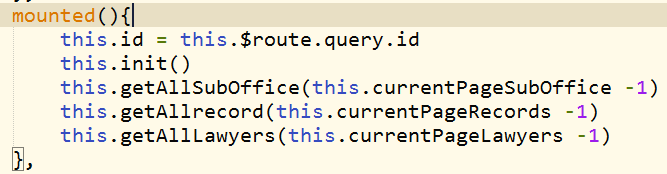 mounted(){
this.id = this.$route.query.id
this.init()
this.getAllSubOffice(this.currentPageSubOffice -1)
this.getAllrecord(this.currentPageRecords -1)
this.getAllLawyers(this.currentPageLawyers -1)
},